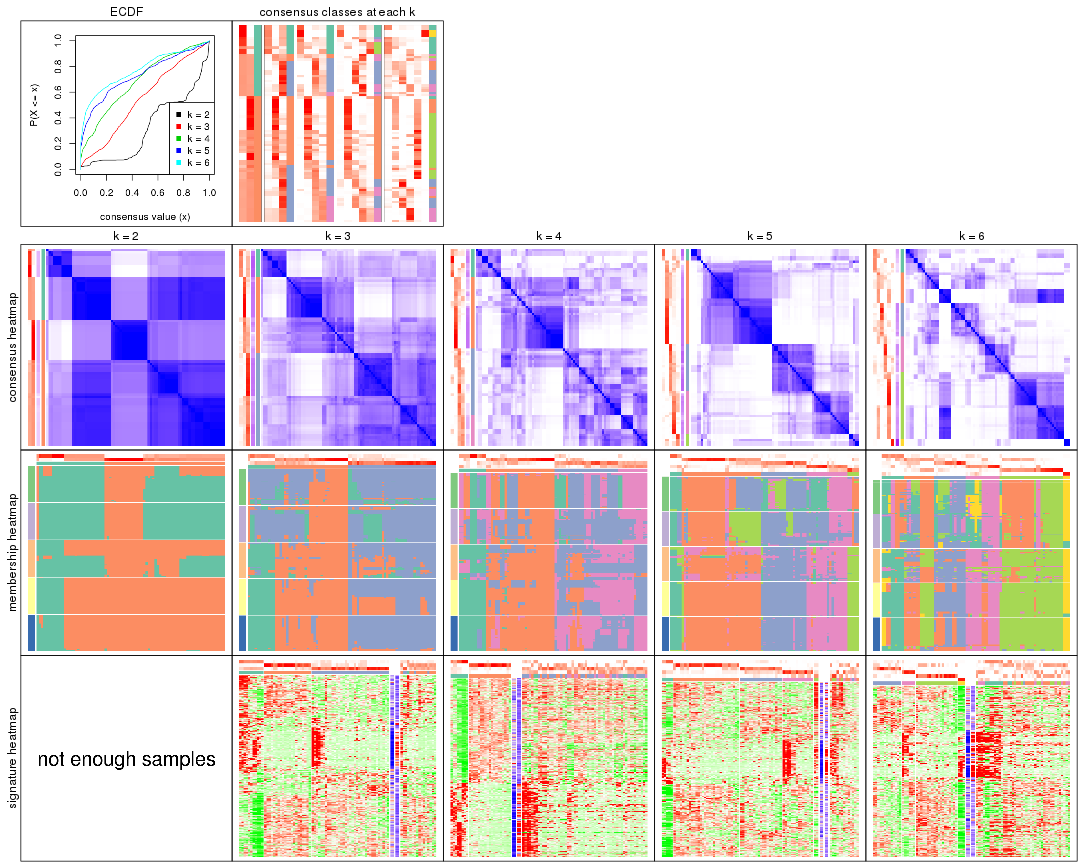 ECDF
consensus classes at each k
P(X <= x)
0.0 0.2 0.4 0.6 0.8 1.0
k = 2
k = 3
k = 4
k = 5
k = 6
0.0 0.2 0.4 0.6 0.8 1.0
consensus value (x)
k = 2 k = 3 k = 4 k = 5 k = 6
consensus heatmap
membership heatmap
signature heatmap
not enough samples